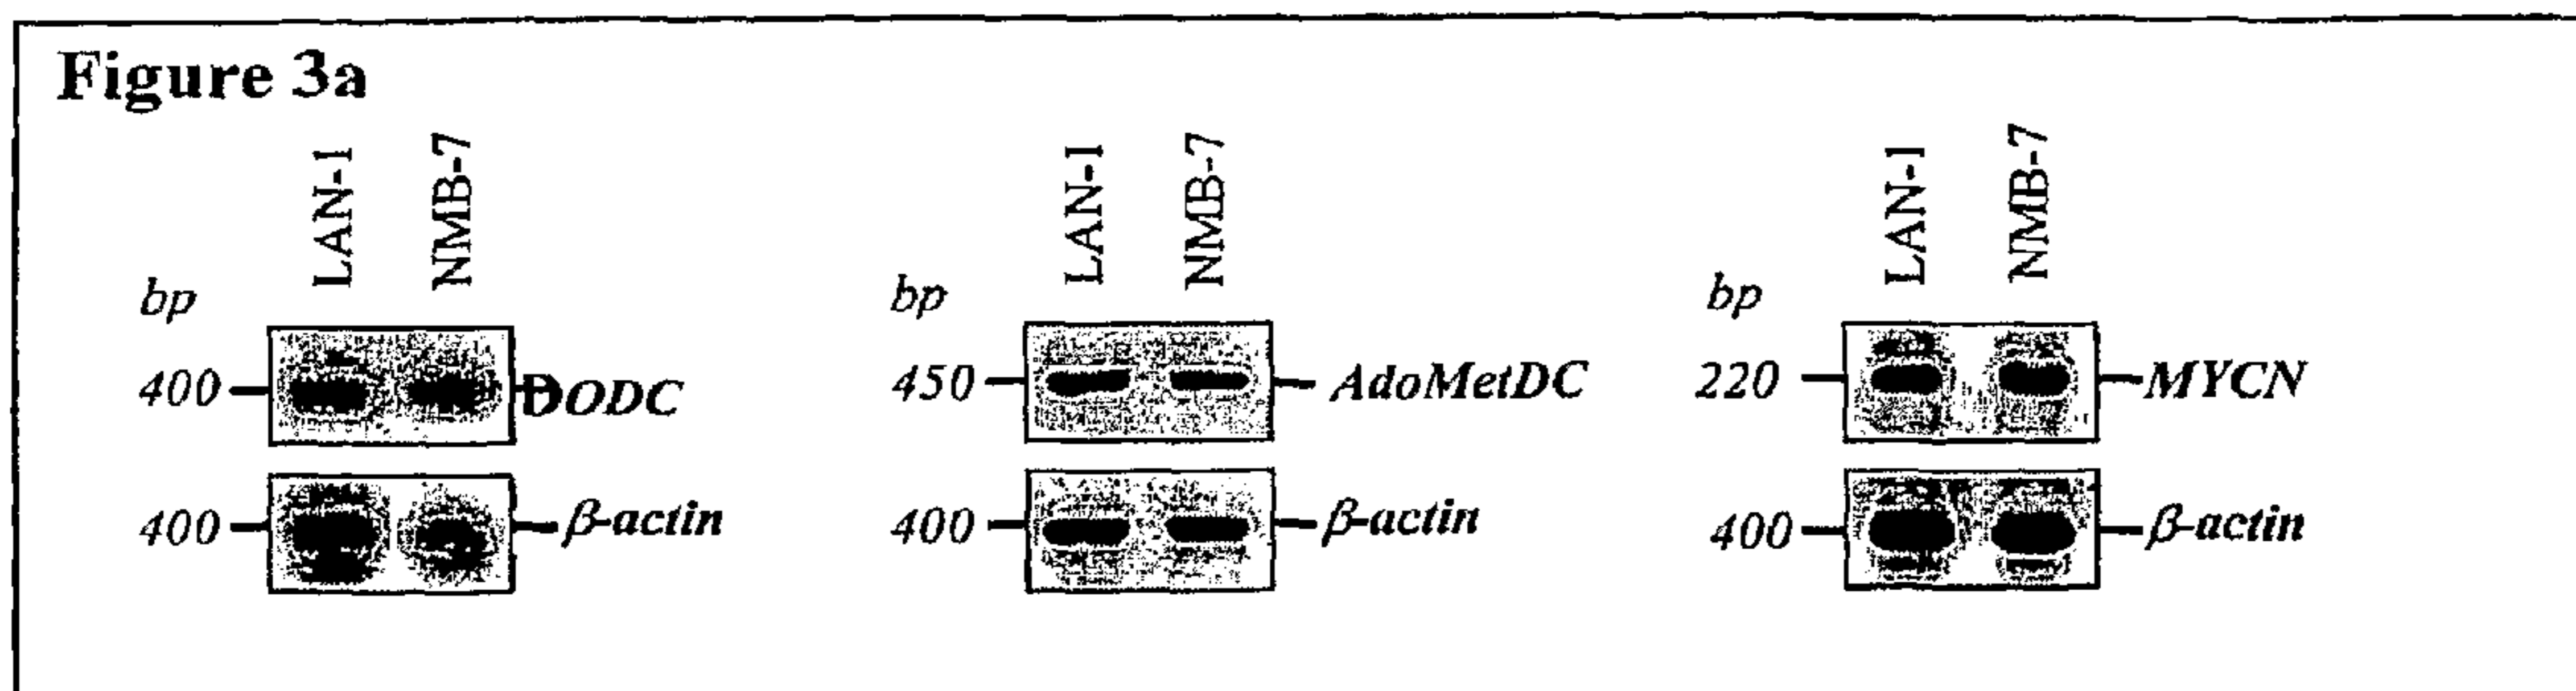 Figure 3a
LAN-1 NMB-7 LAN-1 NMB-7 LAN-1 NMB-7
bp bp bp
400 DODC 450 AdoMetDC 220 MYCN
400 β-actin 400 β-actin 400 β-actin